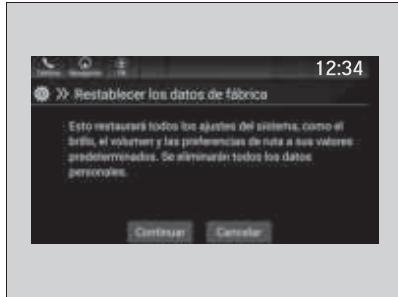 12:34
Restablecer los datos de fábrica
Esto restaurará todos los ajustes del sistema, como el
brillo, el volumen y las preferencias de ruta a sus valores
predeterminados. Se eliminarán todos los datos
personales.
Continuar Cancelar